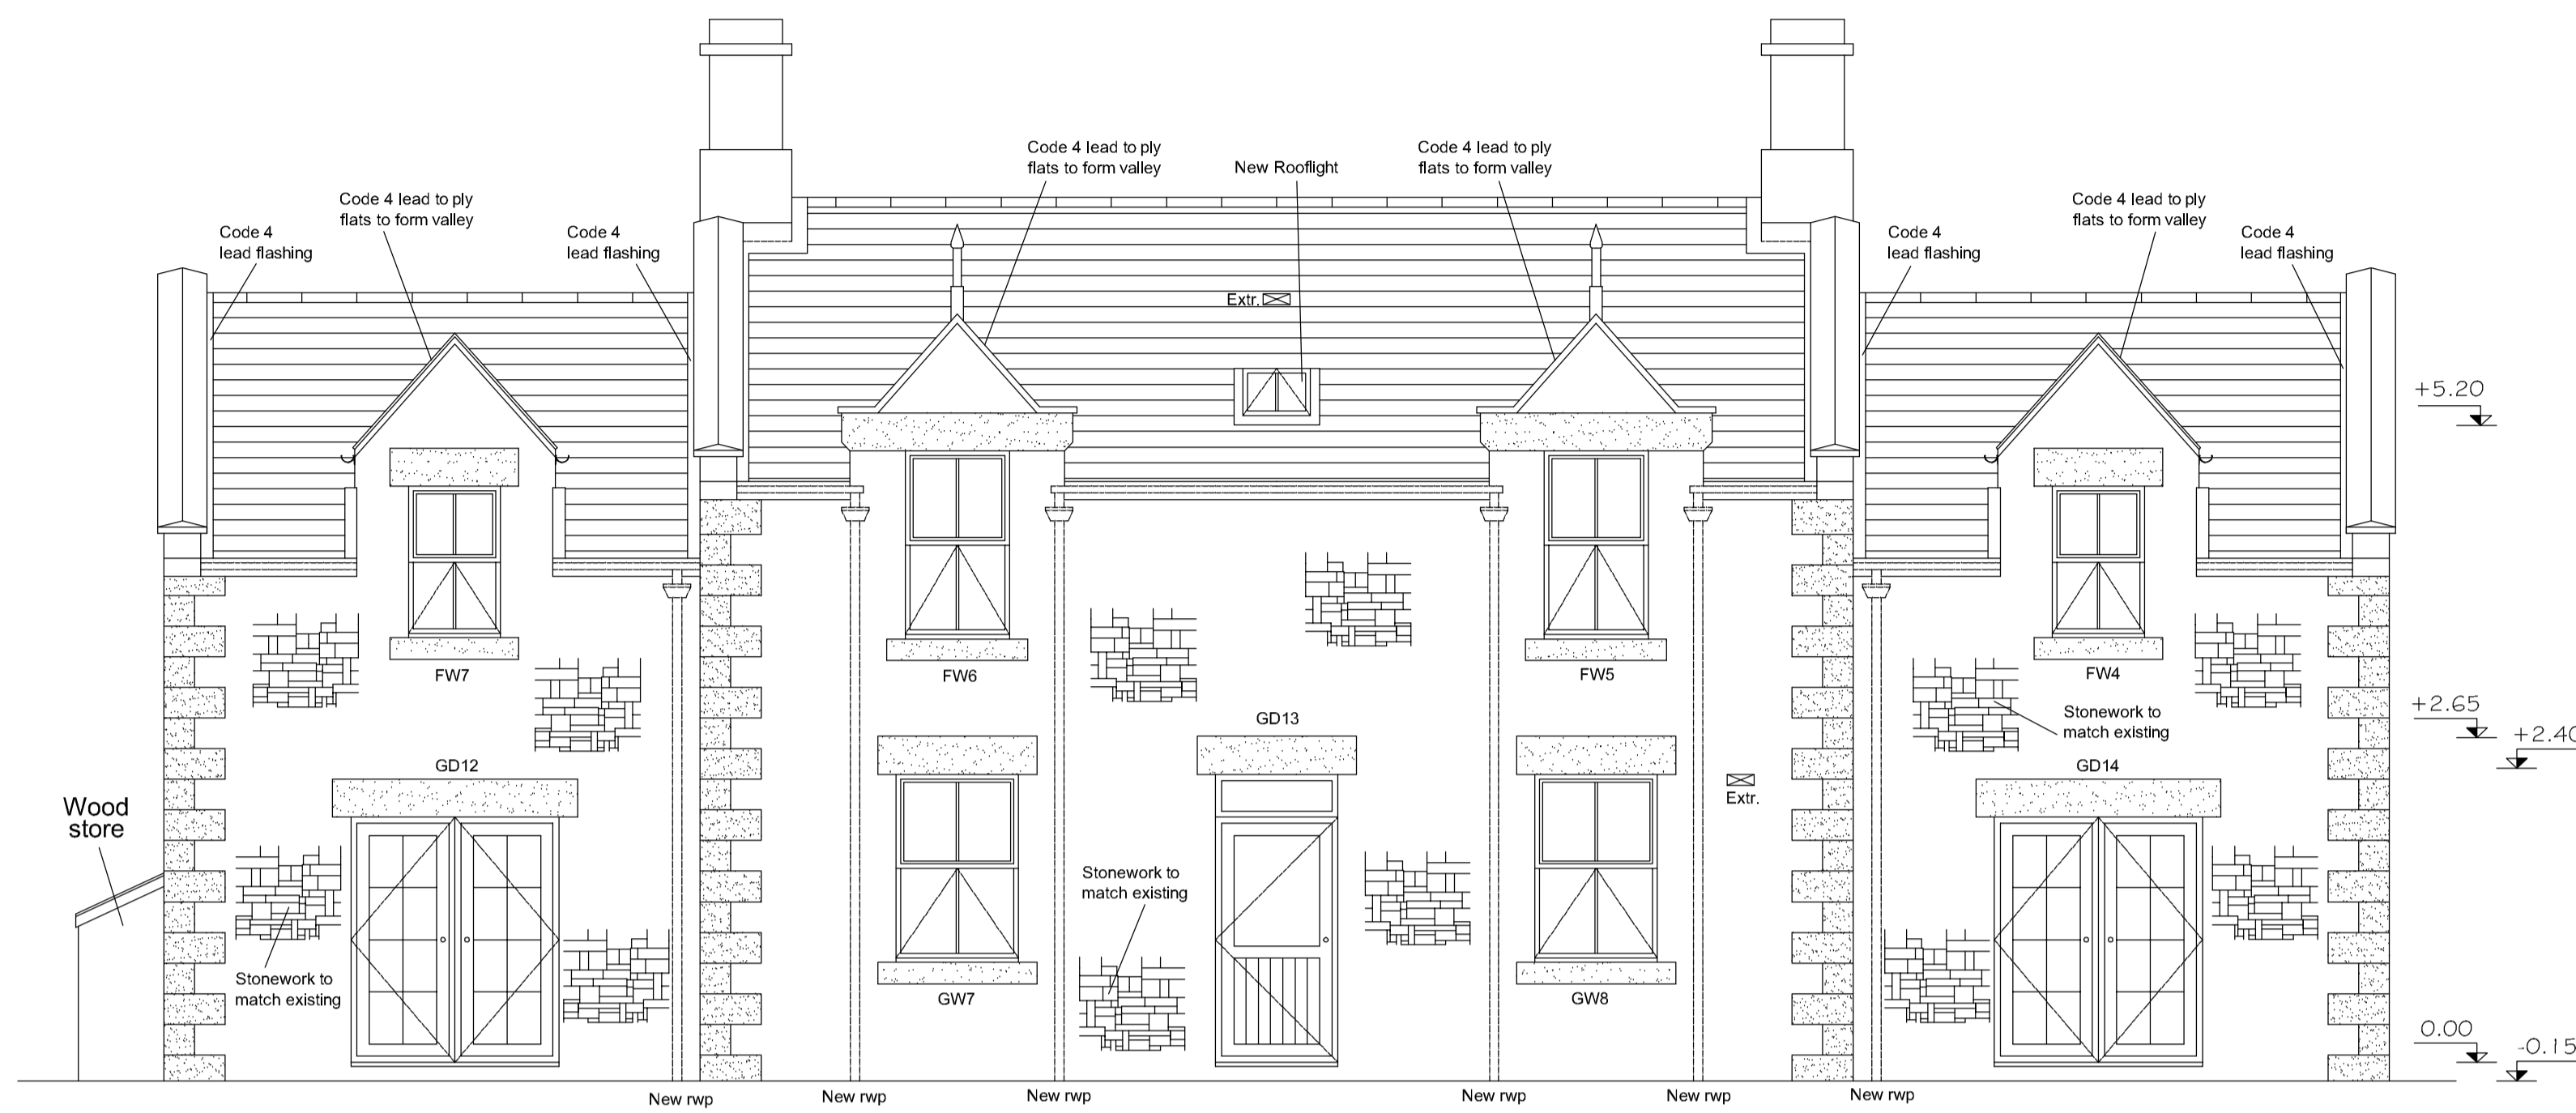 Code 4 lead to ply
flats to form valley
Code 4 lead to ply
flats to form valley
New Rooflight
Code 4 lead to ply
flats to form valley
Code 4 lead to ply
flats to form valley
Code 4
lead flashing
Code 4
lead flashing
Code 4
lead flashing
Code 4
lead flashing
Extr.
+5.20
FW7
FW6
FW5
FW4
+2.65
+2.40
GD13
Stonework to
match existing
GD12
GD14
Extr.
Wood
store
Stonework to
match existing
Stonework to
match existing
GW7
GW8
0.00
-0.15
New rwp
New rwp
New rwp
New rwp
New rwp
New rwp